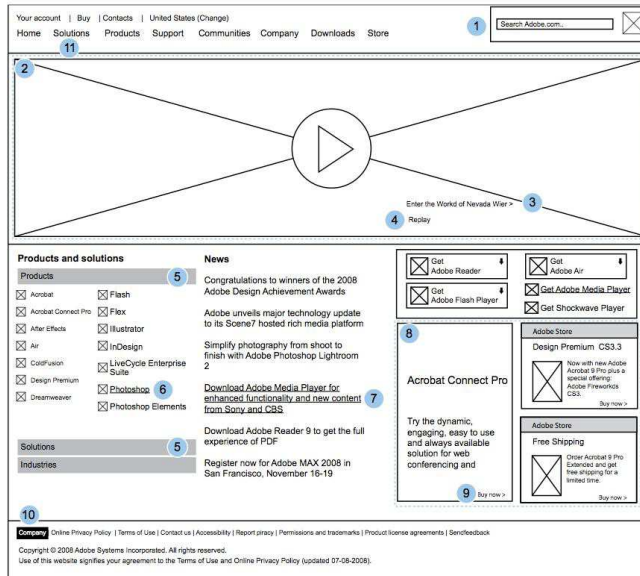 Your account | Buy | Contacts | United States (Change)
Home Solutions Products Support Communities Company Downloads Store
1
Search Adobe.com..
11
2
3
Enter the Workd of Nevada Wier >
4
Replay
Products and solutions
Products
5
Acrobat
Acrobat Connect Pro
After Effects
Air
ColdFusion
Design Premium
Dreamweaver
Flash
Flex
Illustrator
InDesign
LiveCycle Enterprise
Suite
Photoshop
6
Photoshop Elements
Solutions
5
Industries
News
Congratulations to winners of the 2008
Adobe Design Achievement Awards
Adobe unveils major technology update
to its Scene7 hosted rich media platform
Simplify photography from shoot to
finish with Adobe Photoshop Lightroom
2
Download Adobe Media Player for
enhanced functionality and new content
from Sony and CBS
7
Download Adobe Reader 9 to get the full
experience of PDF
Register now for Adobe MAX 2008 in
San Francisco, November 16-19
Get
Adobe Reader
Get
Adobe Air
Get
Adobe Flash Player
Get Adobe Media Player
Get Shockwave Player
8
Acrobat Connect Pro
Try the dynamic,
engaging, easy to use
and always available
solution for web
conferencing and
9
Buy now >
Adobe Store
Design Premium CS3.3
Now with new Adobe
Acrobat 9 Pro plus a
special offering:
Adobe Fireworkds
CS3.
Buy now >
Adobe Store
Free Shipping
Order Acrobat 9 Pro
Extended and get
free shipping for a
limited time.
Buy now >
10
Company Online Privacy Policy | Terms of Use | Contact us | Accessibility | Report piracy | Permissions and trademarks | Product license agreements | Sendfeedback
Copyright © 2008 Adobe Systems Incorporated. All rights reserved.
Use of this website signifies your agreement to the Terms of Use and Online Privacy Policy (updated 07-08-2008).